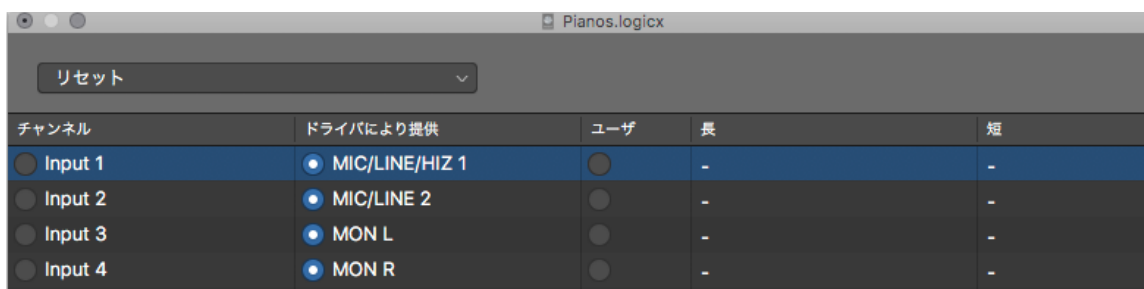 Pianos.logicx
リセット
チャンネル ドライバにより提供 ユーザ 長 短
Input 1 MIC/LINE/HIZ 1 - -
Input 2 MIC/LINE 2 - -
Input 3 MON L - -
Input 4 MON R - -